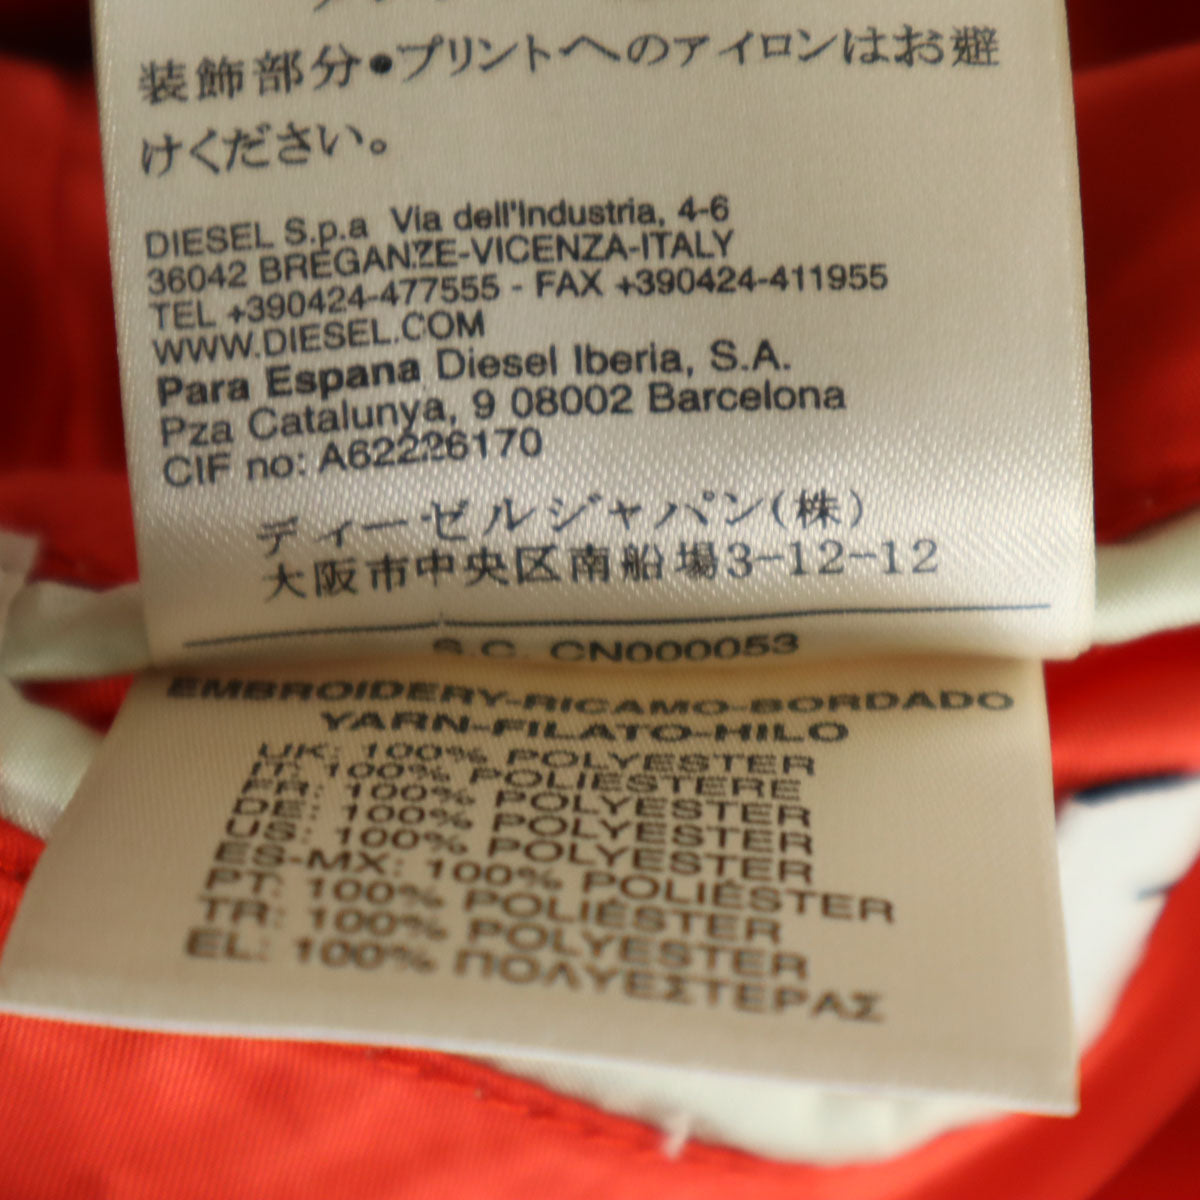 装飾部分●プリントへのアイロンはお避
けください。
DIESEL S.p.a Via dell'Industria, 4-6
36042 BREGANZE-VICENZA-ITALY
TEL +390424-477555 - FAX +390424-411955
WWW.DIESEL.COM
Para Espana Diesel Iberia, S.A.
Pza Catalunya, 9 08002 Barcelona
CIF no: A62226170
ディーゼルジャパン(株)
大阪市中央区南船場3-12-12
S.C. CN000053
EMBROIDERY-RICAMO-BORDADO
YARN-FILATO-HILO
UK: 100% POLYESTER
IT: 100% POLIESTERE
FR: 100% POLYESTER
DE: 100% POLYESTER
US: 100% POLYESTER
ES-MX: 100% POLIÉSTER
PT: 100% POLIÉSTER
TR: 100% POLYESTER
EL: 100% ΠΟΛΥΕΣΤΕΡΑΣ